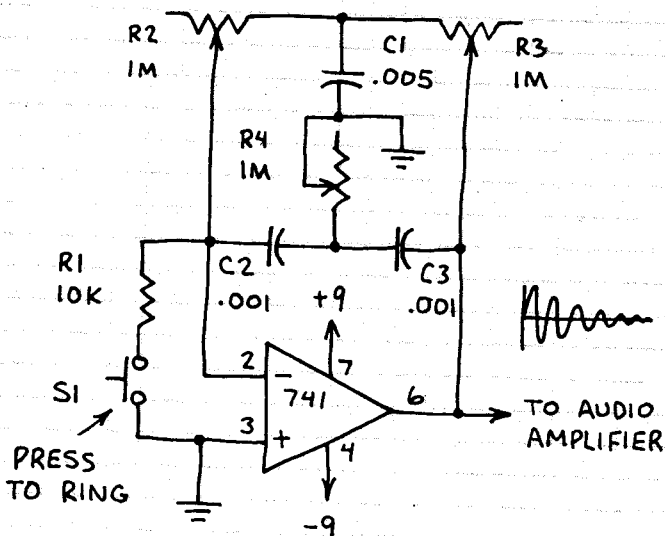 R2
1M
C1
.005
R3
1M
R4
1M
R1
10K
C2
.001
+9
C3
.001
2
7
741
6
3
4
S1
PRESS
TO RING
TO AUDIO
AMPLIFIER
-9
-
+